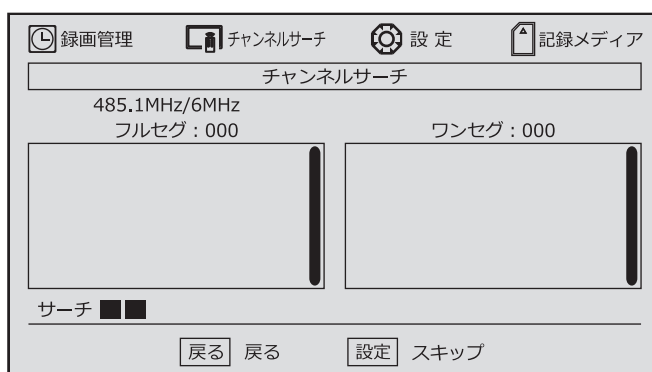 録画管理 チャンネルサーチ 設 定 記録メディア
チャンネルサーチ
485.1MHz/6MHz
フルセグ：000 ワンセグ：000
サーチ
戻る 戻る 設定 スキップ